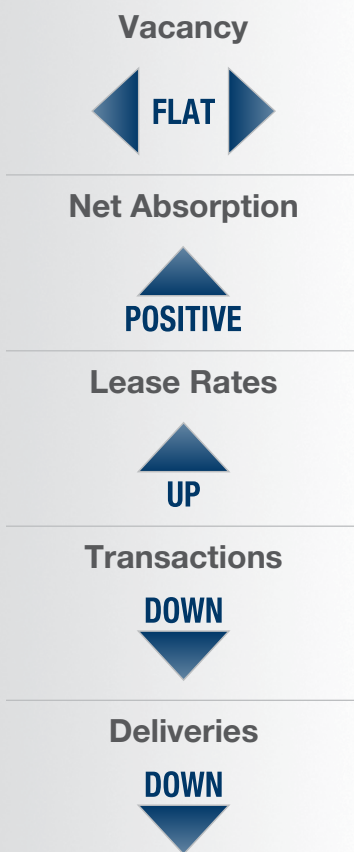 Vacancy
FLAT
Net Absorption
POSITIVE
Lease Rates
UP
Transactions
DOWN
Deliveries
DOWN